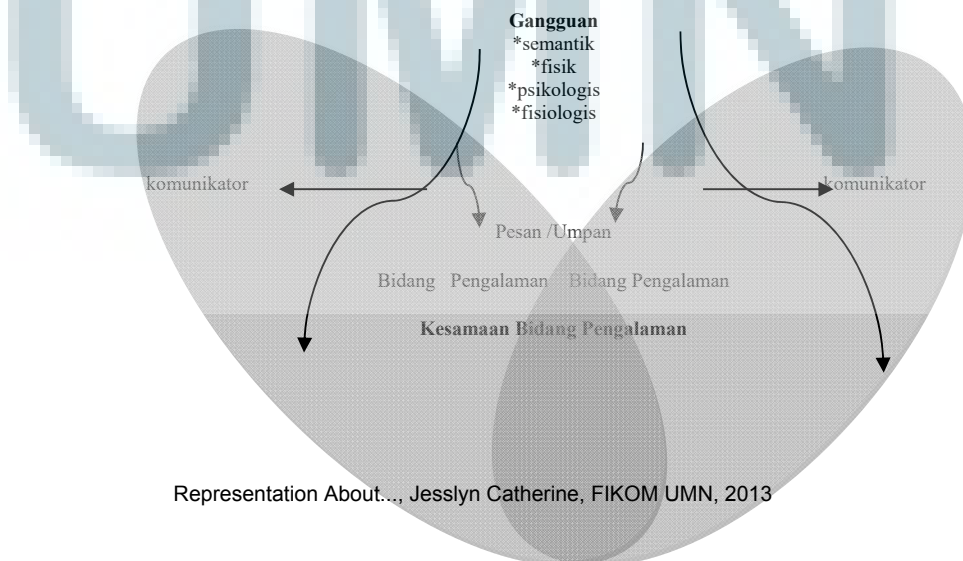 UMN
Gangguan
*semantik
*fisik
*psikologis
*fisiologis
komunikator komunikator
Pesan /Umpan
Bidang Pengalaman Bidang Pengalaman
Kesamaan Bidang Pengalaman
Representation About..., Jesslyn Catherine, FIKOM UMN, 2013